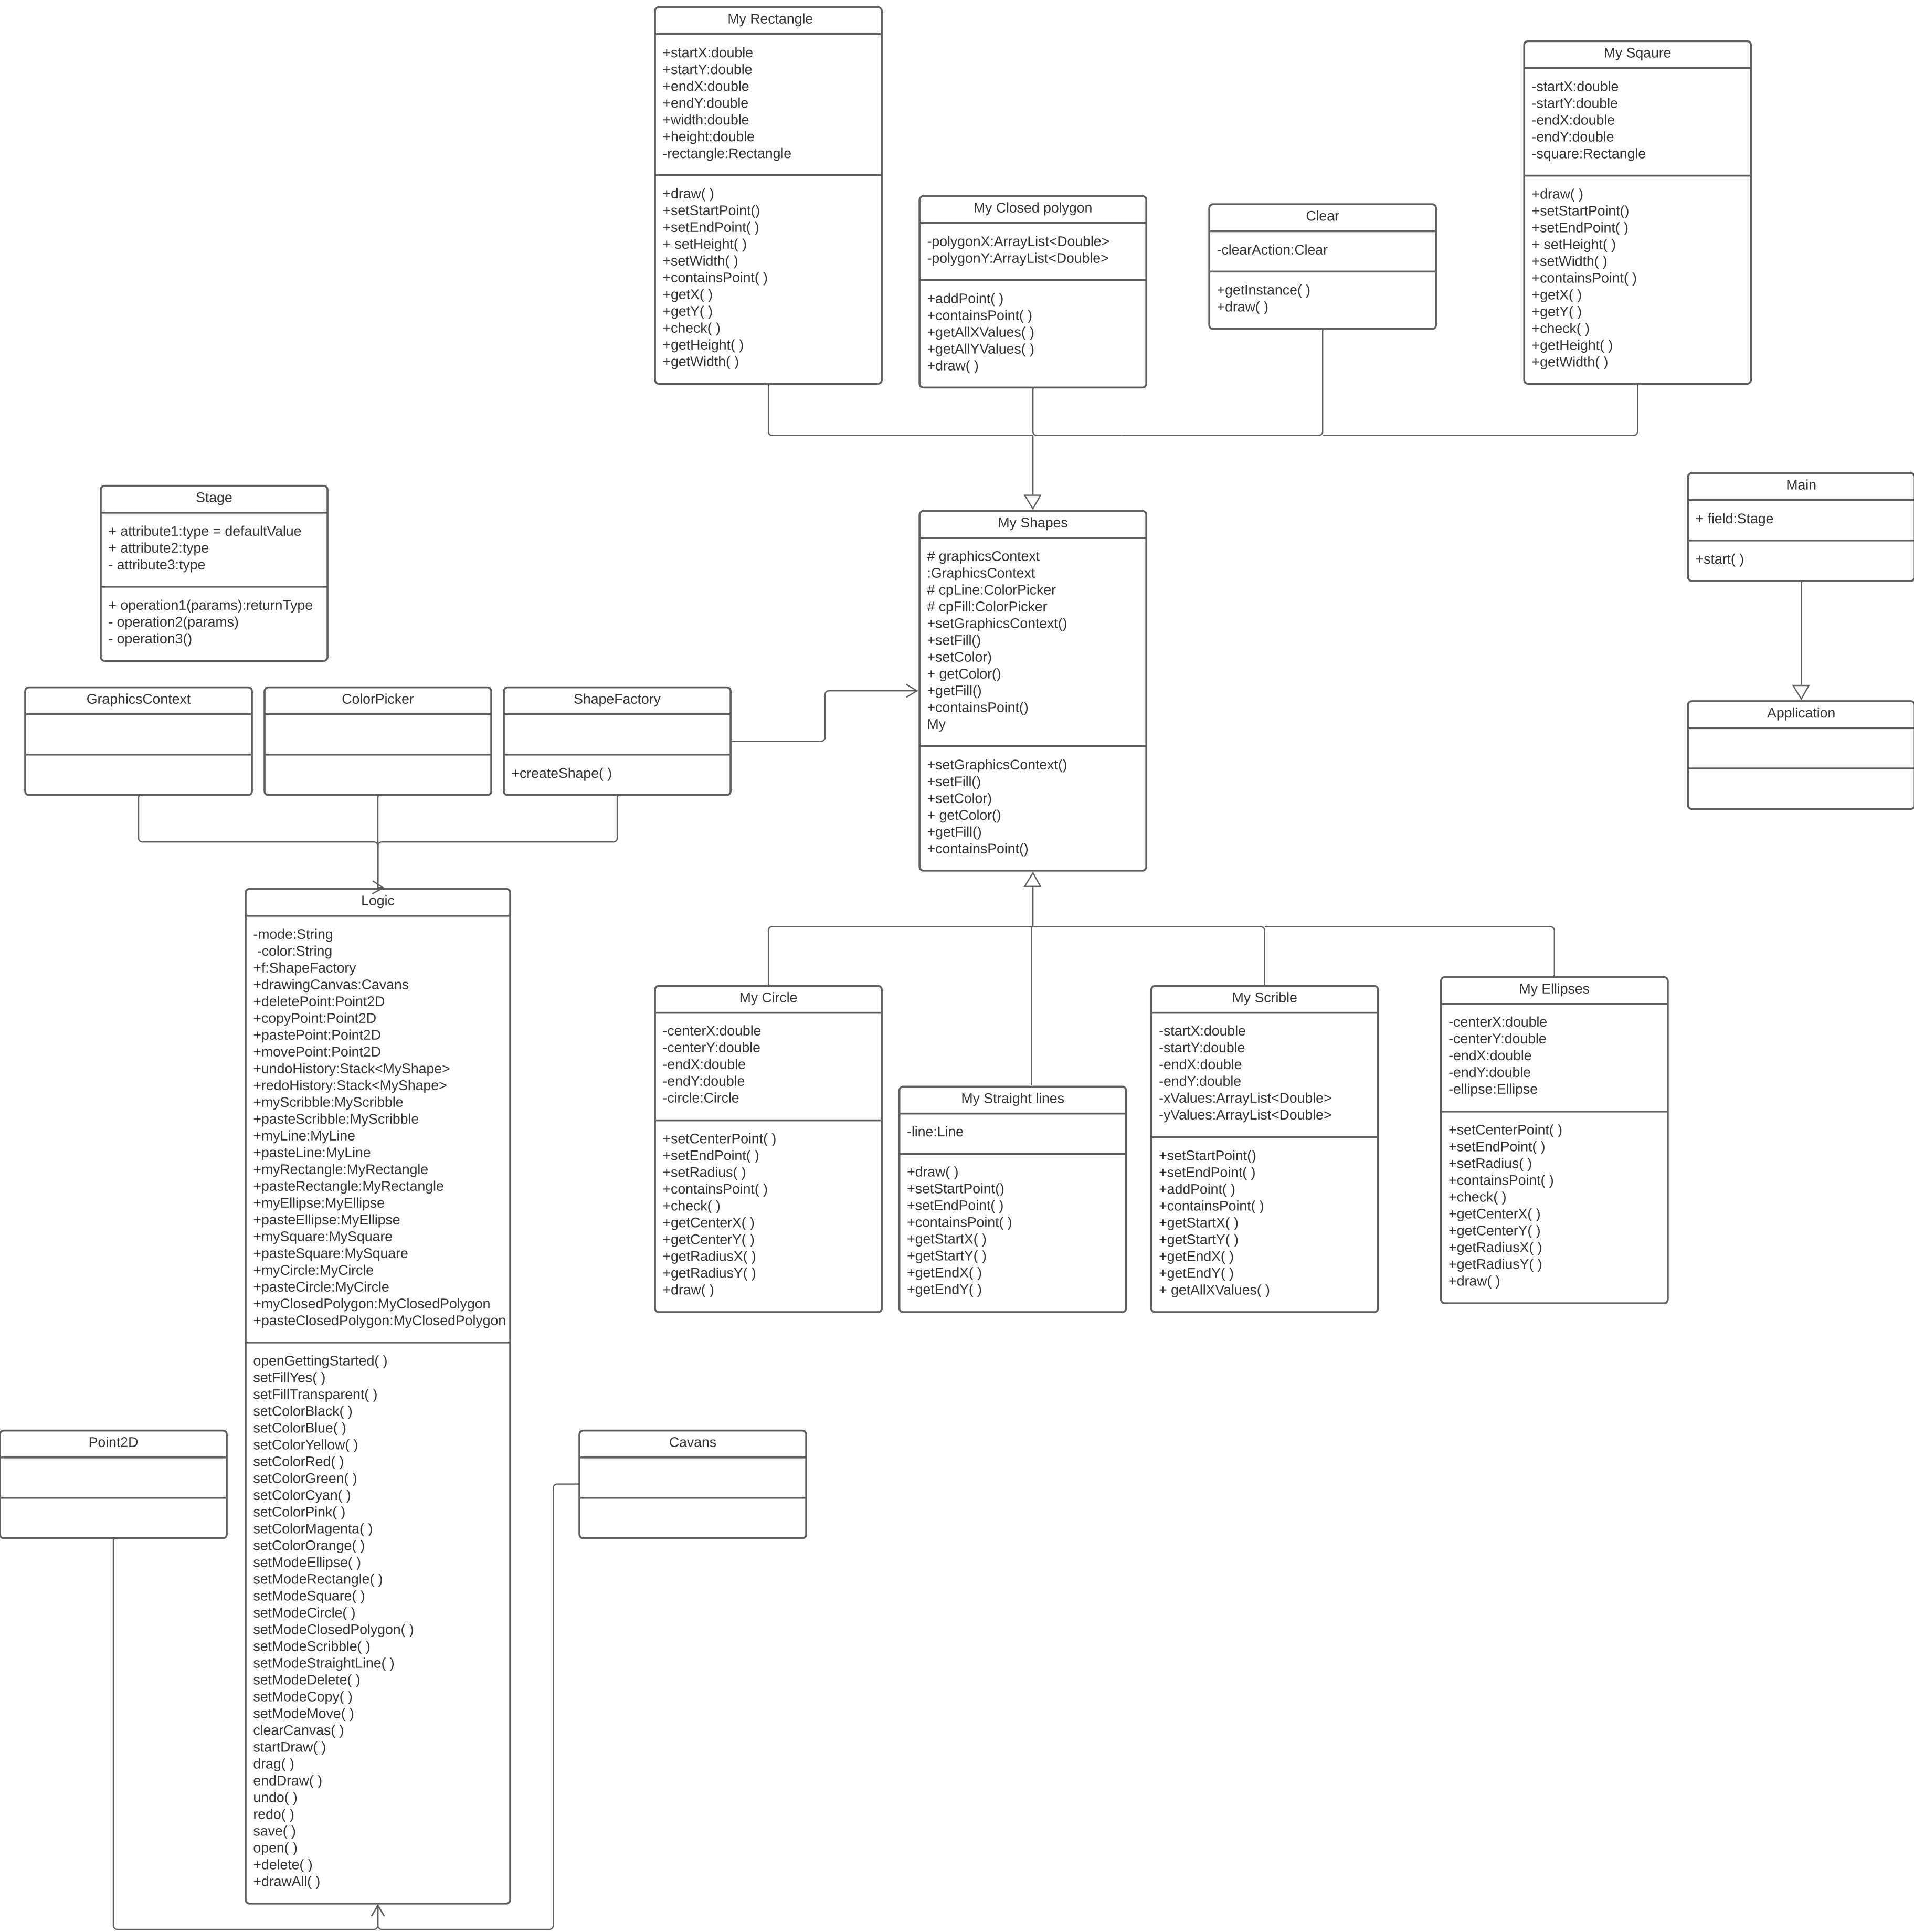 My Rectangle
+startX:double
+startY:double
+endX:double
+endY:double
+width:double
+height:double
-rectangle:Rectangle
+draw( )
+setStartPoint()
+setEndPoint( )
+ setHeight( )
+setWidth( )
+containsPoint( )
+getX( )
+getY( )
+check( )
+getHeight( )
+getWidth( )
My Closed polygon
-polygonX:ArrayList<Double>
-polygonY:ArrayList<Double>
+addPoint( )
+containsPoint( )
+getAllXValues( )
+getAllYValues( )
+draw( )
Clear
-clearAction:Clear
+getInstance( )
+draw( )
My Sqaure
-startX:double
-startY:double
-endX:double
-endY:double
-square:Rectangle
+draw( )
+setStartPoint()
+setEndPoint( )
+ setHeight( )
+setWidth( )
+containsPoint( )
+getX( )
+getY( )
+check( )
+getHeight( )
+getWidth( )
Stage
+ attribute1:type = defaultValue
+ attribute2:type
- attribute3:type
+ operation1(params):returnType
- operation2(params)
- operation3()
My Shapes
# graphicsContext
:GraphicsContext
# cpLine:ColorPicker
# cpFill:ColorPicker
+setGraphicsContext()
+setFill()
+setColor)
+ getColor()
+getFill()
+containsPoint()
My
+setGraphicsContext()
+setFill()
+setColor)
+ getColor()
+getFill()
+containsPoint()
Main
+ field:Stage
+start( )
Application
GraphicsContext
ColorPicker
ShapeFactory
+createShape( )
Logic
-mode:String
-color:String
+f:ShapeFactory
+drawingCanvas:Cavans
+deletePoint:Point2D
+copyPoint:Point2D
+pastePoint:Point2D
+movePoint:Point2D
+undoHistory:Stack<MyShape>
+redoHistory:Stack<MyShape>
+myScribble:MyScribble
+pasteScribble:MyScribble
+myLine:MyLine
+pasteLine:MyLine
+myRectangle:MyRectangle
+pasteRectangle:MyRectangle
+myEllipse:MyEllipse
+pasteEllipse:MyEllipse
+mySquare:MySquare
+pasteSquare:MySquare
+myCircle:MyCircle
+pasteCircle:MyCircle
+myClosedPolygon:MyClosedPolygon
+pasteClosedPolygon:MyClosedPolygon
openGettingStarted( )
setFillYes( )
setFillTransparent( )
setColorBlack( )
setColorBlue( )
setColorYellow( )
setColorRed( )
setColorGreen( )
setColorCyan( )
setColorPink( )
setColorMagenta( )
setColorOrange( )
setModeEllipse( )
setModeRectangle( )
setModeSquare( )
setModeCircle( )
setModeClosedPolygon( )
setModeScribble( )
setModeStraightLine( )
setModeDelete( )
setModeCopy( )
setModeMove( )
clearCanvas( )
startDraw( )
drag( )
endDraw( )
undo( )
redo( )
save( )
open( )
+delete( )
+drawAll( )
My Circle
-centerX:double
-centerY:double
-endX:double
-endY:double
-circle:Circle
+setCenterPoint( )
+setEndPoint( )
+setRadius( )
+containsPoint( )
+check( )
+getCenterX( )
+getCenterY( )
+getRadiusX( )
+getRadiusY( )
+draw( )
My Straight lines
-line:Line
+draw( )
+setStartPoint()
+setEndPoint( )
+containsPoint( )
+getStartX( )
+getStartY( )
+getEndX( )
+getEndY( )
My Scrible
-startX:double
-startY:double
-endX:double
-endY:double
-xValues:ArrayList<Double>
-yValues:ArrayList<Double>
+setStartPoint()
+setEndPoint( )
+addPoint( )
+containsPoint( )
+getStartX( )
+getStartY( )
+getEndX( )
+getEndY( )
+ getAllXValues( )
My Ellipses
-centerX:double
-centerY:double
-endX:double
-endY:double
-ellipse:Ellipse
+setCenterPoint( )
+setEndPoint( )
+setRadius( )
+containsPoint( )
+check( )
+getCenterX( )
+getCenterY( )
+getRadiusX( )
+getRadiusY( )
+draw( )
Point2D
Cavans